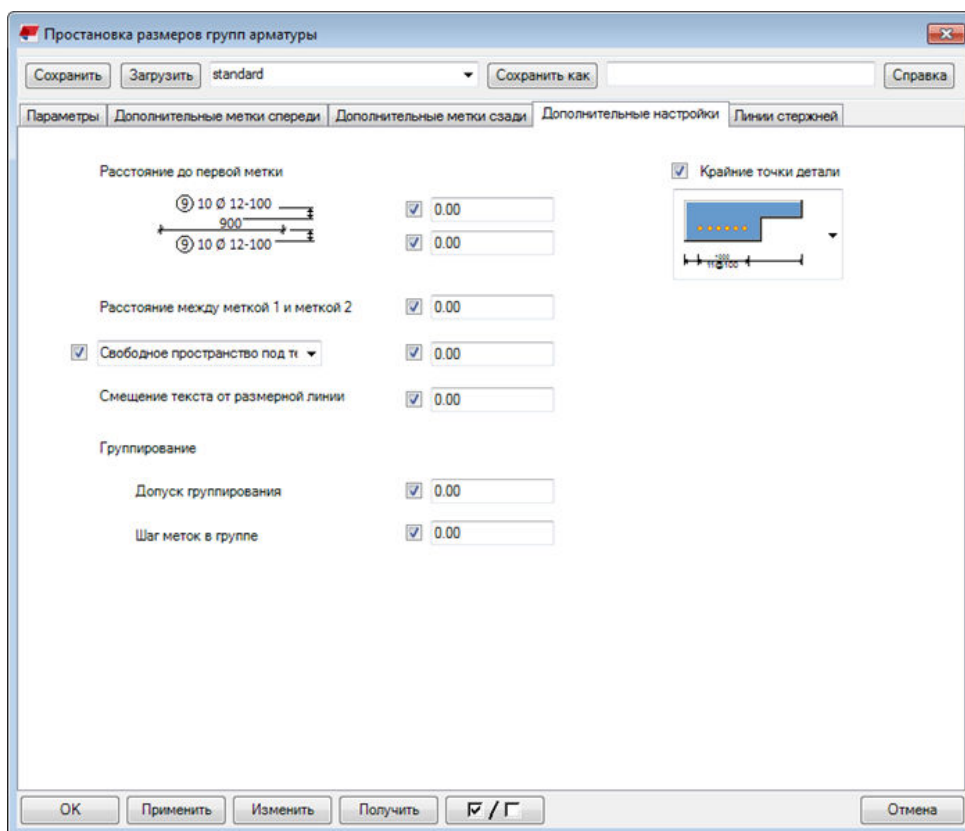 Простановка размеров групп арматуры
Сохранить Загрузить standard Сохранить как Справка
Параметры Дополнительные метки спереди Дополнительные метки сзади Дополнительные настройки Линии стержней
Расстояние до первой метки Крайние точки детали
9 10 Ø 12-100 0.00
900
9 10 Ø 12-100 0.00
Расстояние между меткой 1 и меткой 2 0.00
Свободное пространство под те 0.00
Смещение текста от размерной линии 0.00
Группирование
Допуск группирования 0.00
Шаг меток в группе 0.00
OK Применить Изменить Получить / Отмена